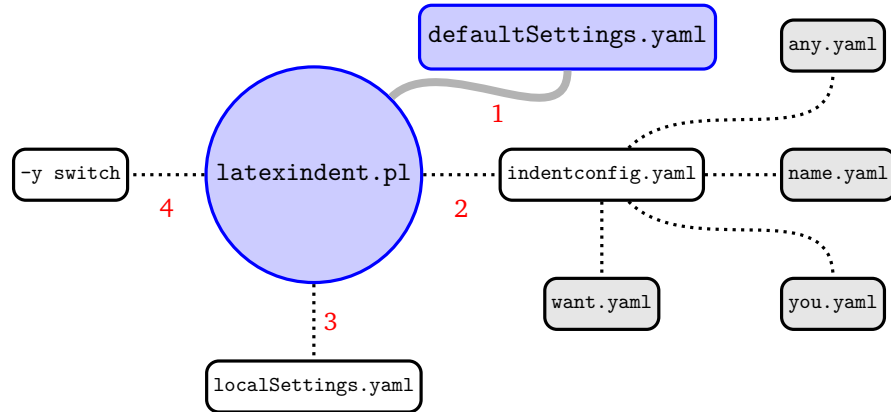 defaultSettings.yaml
any.yaml
1
-y switch
latexindent.pl
indentconfig.yaml
name.yaml
4
2
want.yaml
you.yaml
3
localSettings.yaml